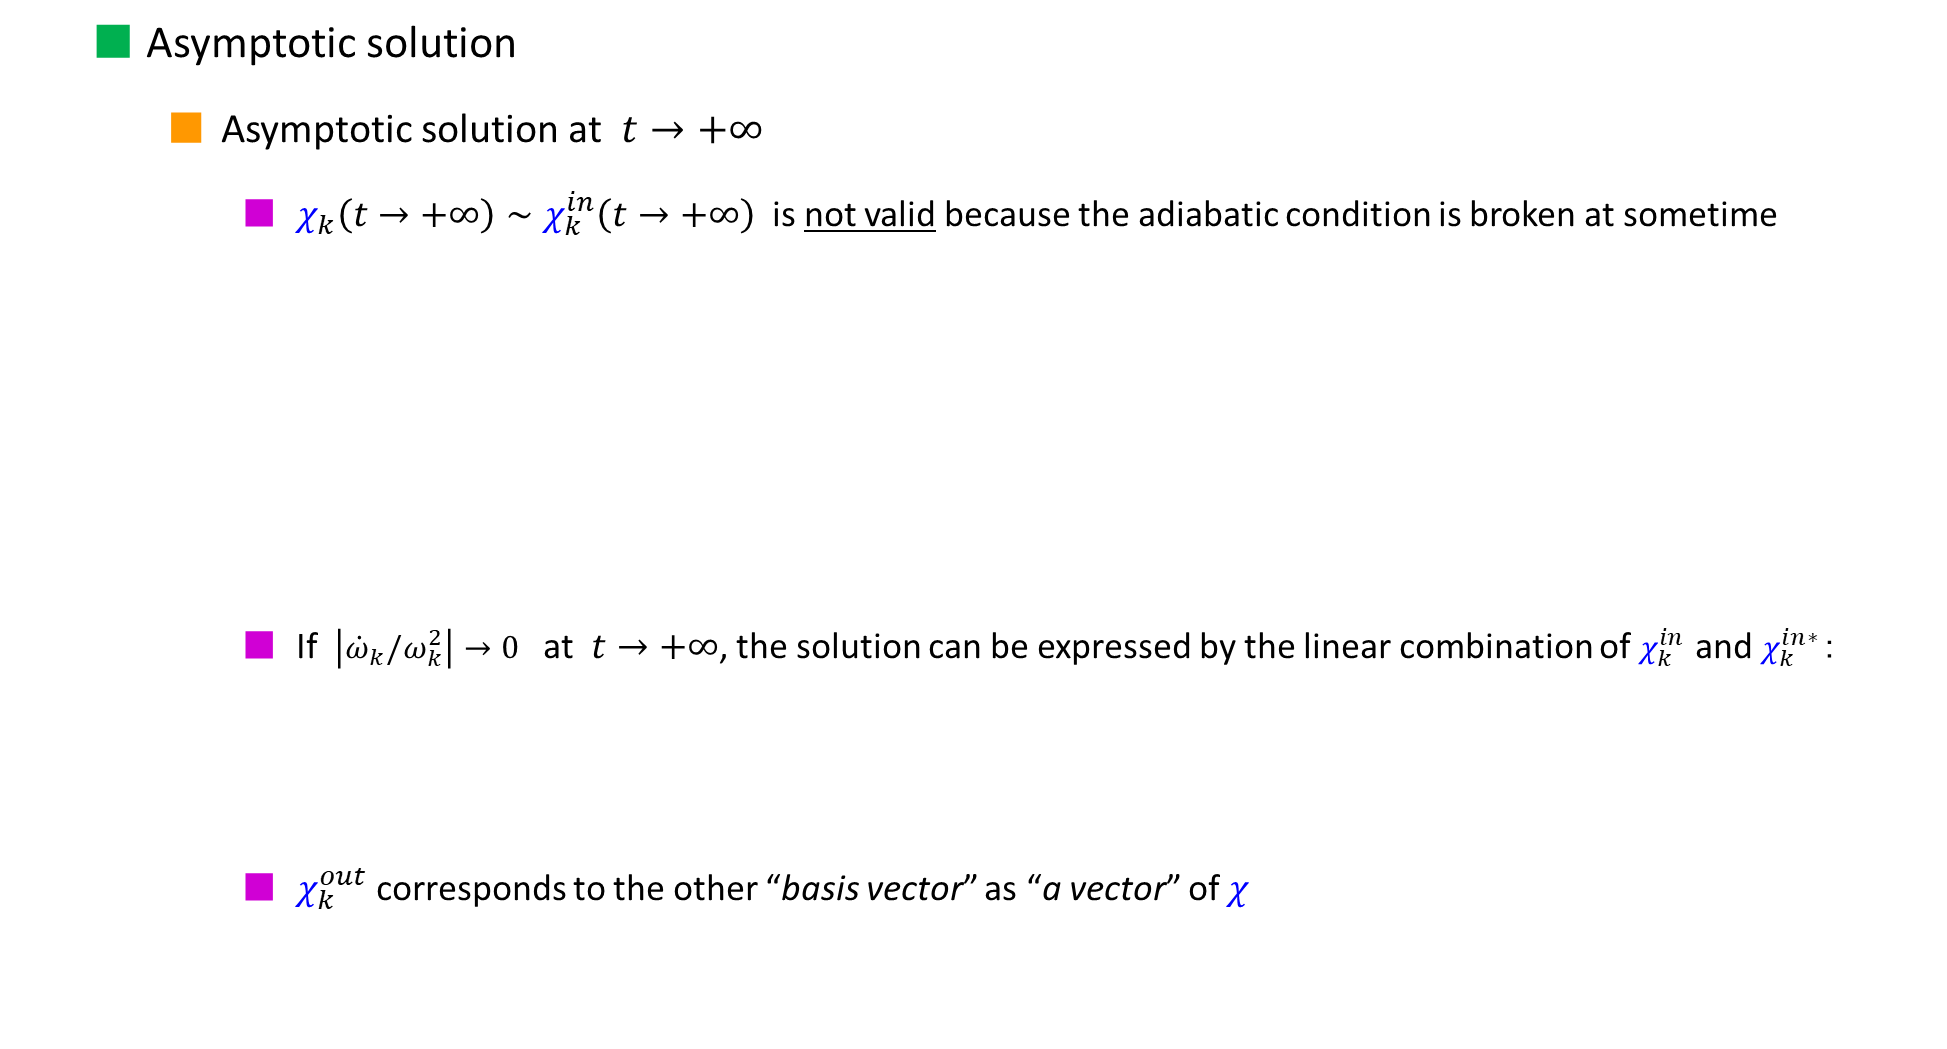 Asymptotic solution
Asymptotic solution at t → +∞
χ_k(t → +∞) ~ χ_k^{in}(t → +∞) is not valid because the adiabatic condition is broken at sometime
If |ω̇_k/ω_k^2| → 0 at t → +∞, the solution can be expressed by the linear combination of χ_k^{in} and χ_k^{in*} :
χ_k^{out} corresponds to the other “basis vector” as “a vector” of χ